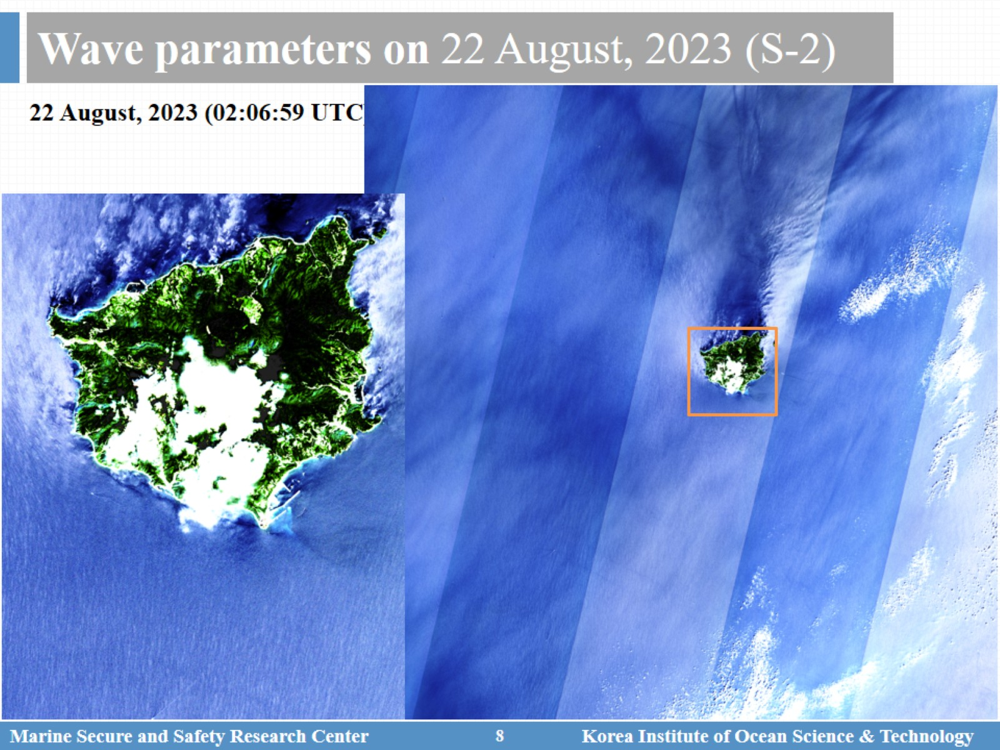 Wave parameters on 22 August, 2023 (S-2)
22 August, 2023 (02:06:59 UTC)
Marine Secure and Safety Research Center
8
Korea Institute of Ocean Science & Technology